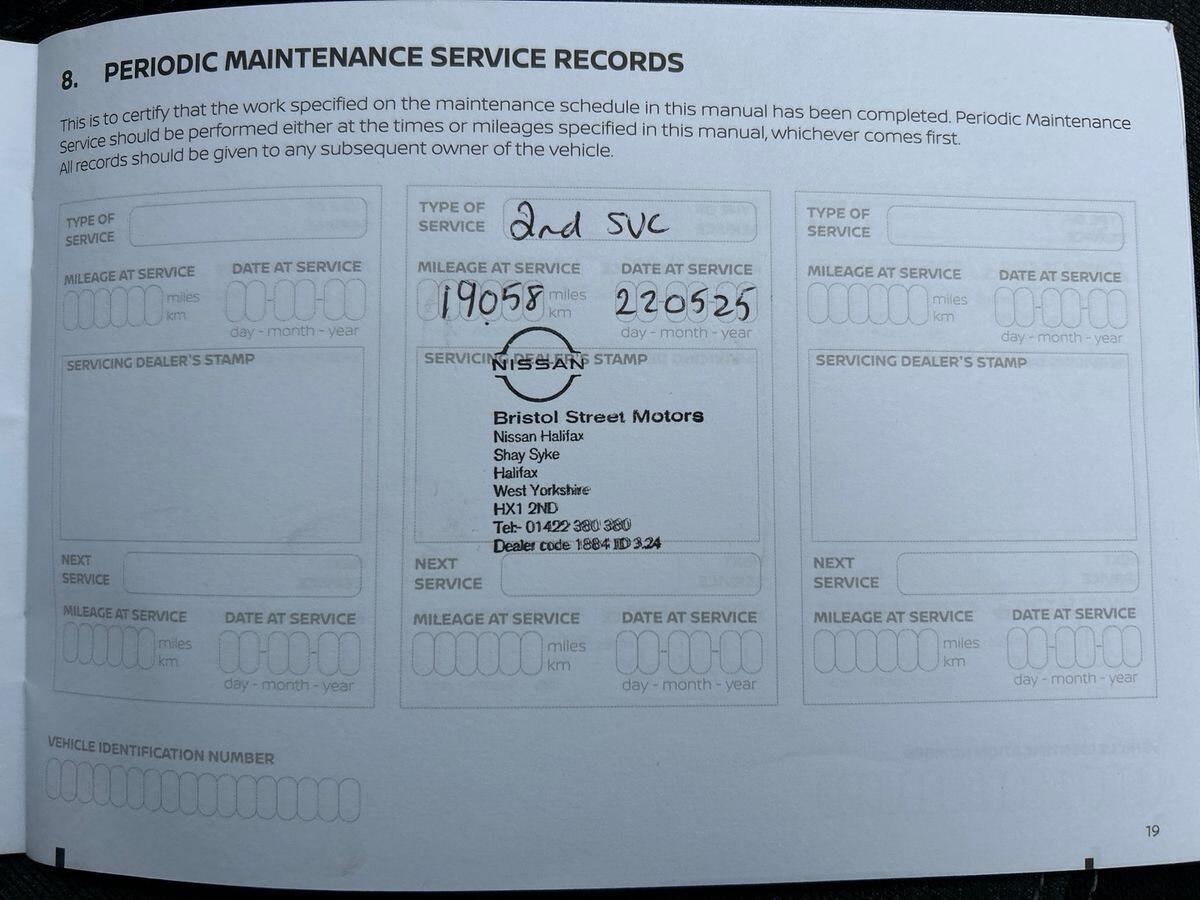 8. PERIODIC MAINTENANCE SERVICE RECORDS
This is to certify that the work specified on the maintenance schedule in this manual has been completed. Periodic Maintenance
Service should be performed either at the times or mileages specified in this manual, whichever comes first.
All records should be given to any subsequent owner of the vehicle.
TYPE OF
SERVICE
MILEAGE AT SERVICE
DATE AT SERVICE
miles
km
day - month - year
SERVICING DEALER'S STAMP
NEXT
SERVICE
MILEAGE AT SERVICE
DATE AT SERVICE
miles
km
day - month - year
TYPE OF
SERVICE
2nd SVC
MILEAGE AT SERVICE
DATE AT SERVICE
19058 miles
km
220525
day - month - year
SERVICING DEALER'S STAMP
NISSAN
Bristol Street Motors
Nissan Halifax
Shay Syke
Halifax
West Yorkshire
HX1 2ND
Tel:- 01422 380 380
Dealer code 1884 ID 3.24
NEXT
SERVICE
MILEAGE AT SERVICE
DATE AT SERVICE
miles
km
day - month - year
TYPE OF
SERVICE
MILEAGE AT SERVICE
DATE AT SERVICE
miles
km
day - month - year
SERVICING DEALER'S STAMP
NEXT
SERVICE
MILEAGE AT SERVICE
DATE AT SERVICE
miles
km
day - month - year
VEHICLE IDENTIFICATION NUMBER
19